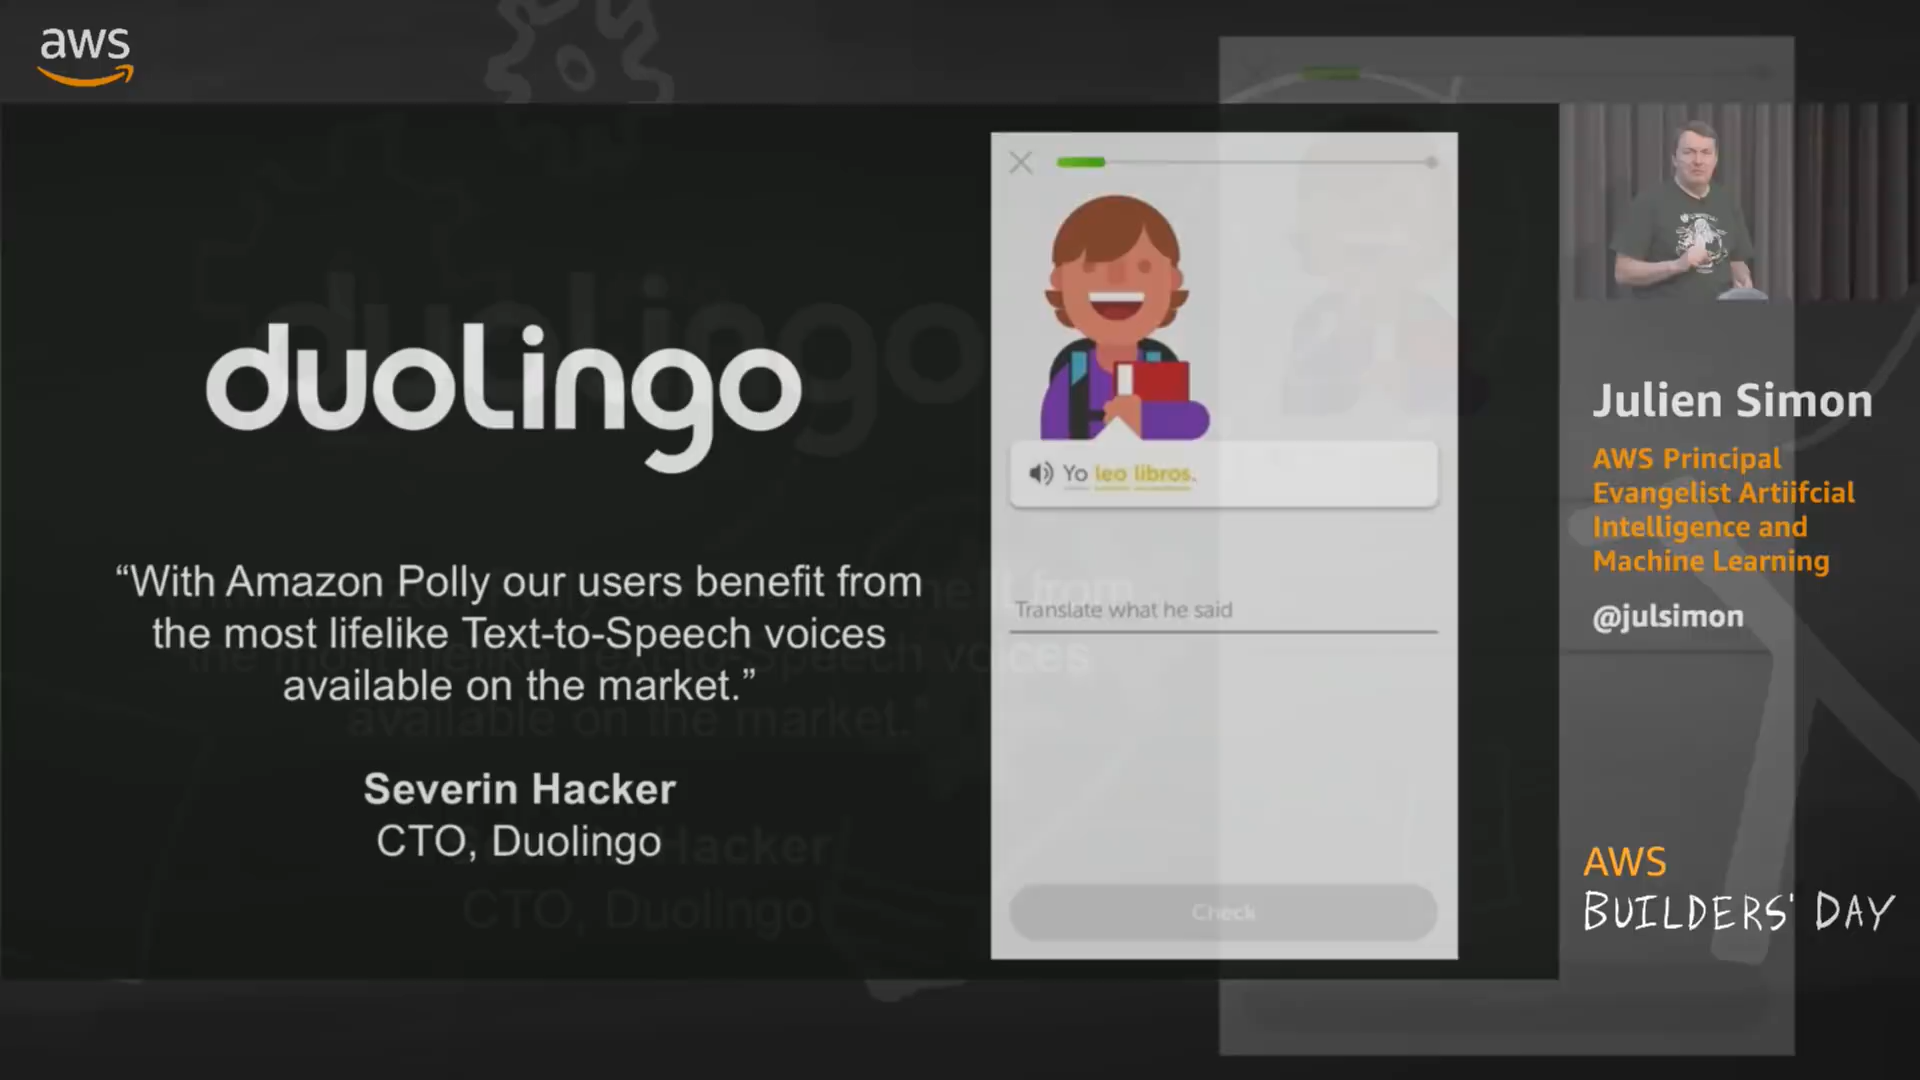 aws
duolingo
“With Amazon Polly our users benefit from
the most lifelike Text-to-Speech voices
available on the market.”
Severin Hacker
CTO, Duolingo
Yo leo libros.
Translate what he said
Check
Julien Simon
AWS Principal
Evangelist Artiifcial
Intelligence and
Machine Learning
@julsimon
AWS
BUILDERS' DAY